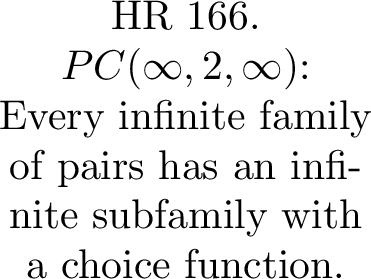 HR 166.
PC(∞, 2, ∞):
Every infinite family
of pairs has an infi-
nite subfamily with
a choice function.